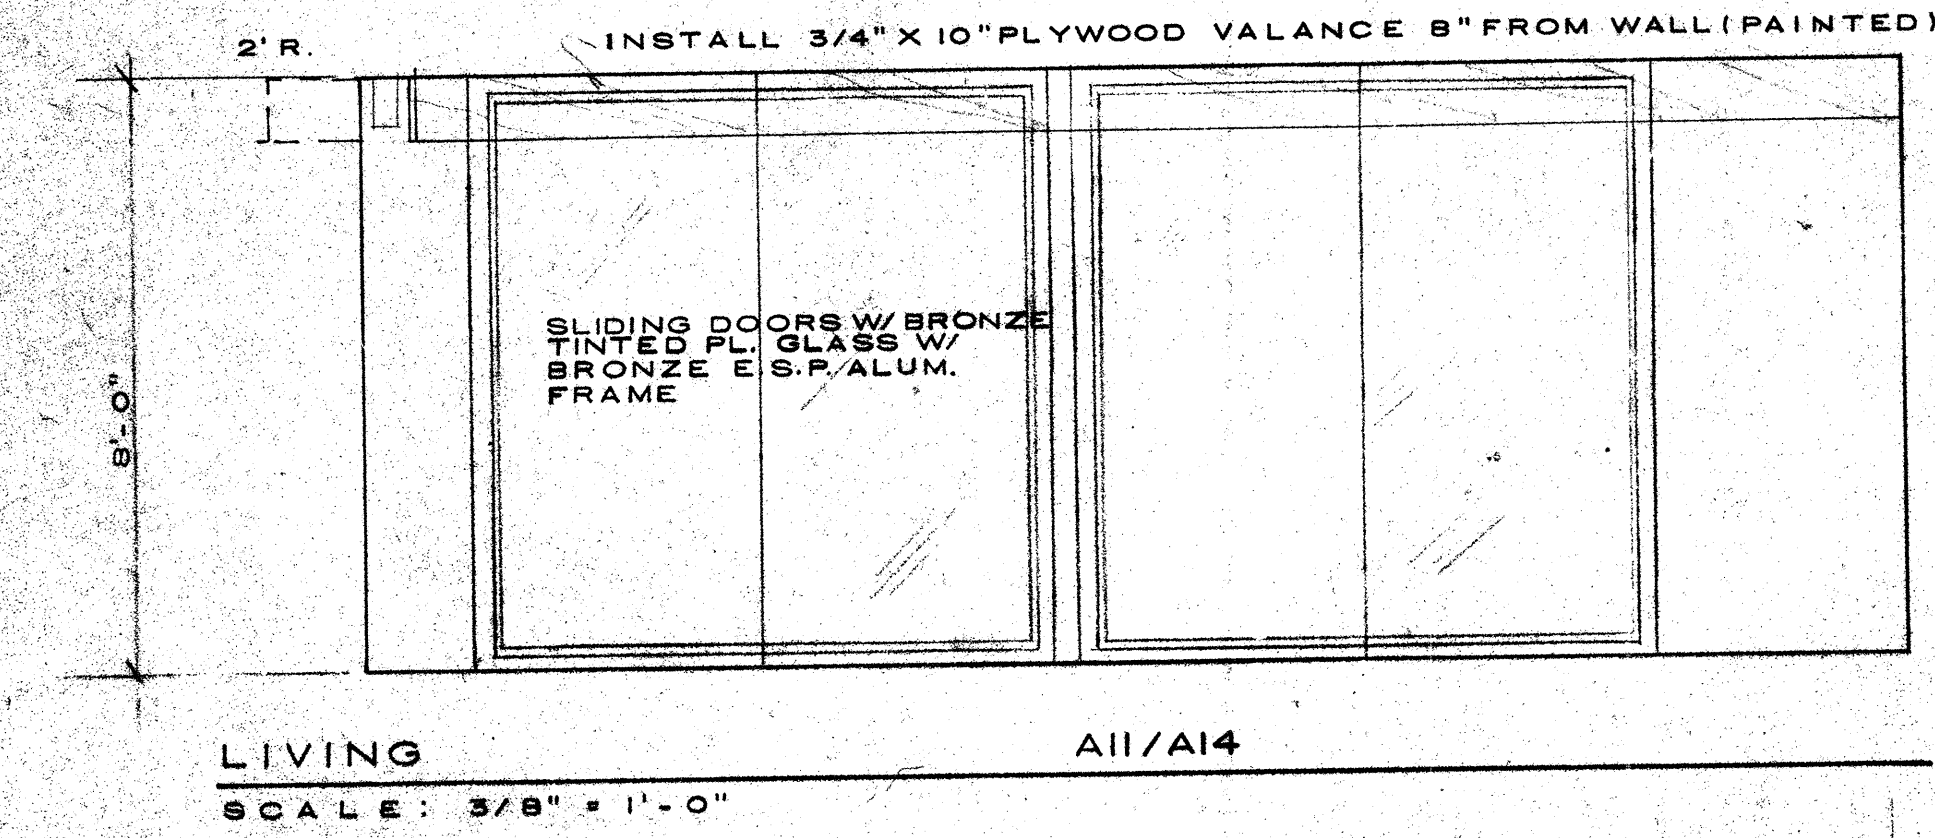 2' R.
INSTALL 3/4" X 10" PLYWOOD VALANCE 8" FROM WALL (PAINTED)
8'-0"
SLIDING DOORS W/ BRONZE
TINTED PL. GLASS W/
BRONZE E.S.P. ALUM.
FRAME
LIVING
A11/A14
SCALE: 3/8" = 1'-0"